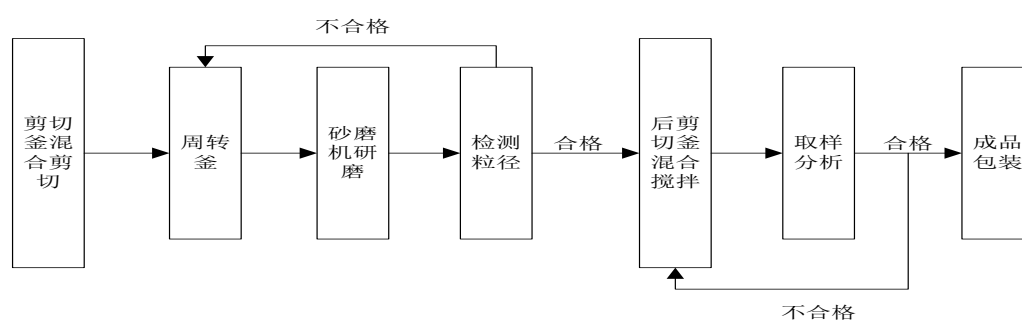 不合格
剪切
釜混
合剪
切
周转
釜
砂磨
机研
磨
检测
粒径
合格
后剪
切釜
混合
搅拌
取样
分析
合格
成品
包装
不合格